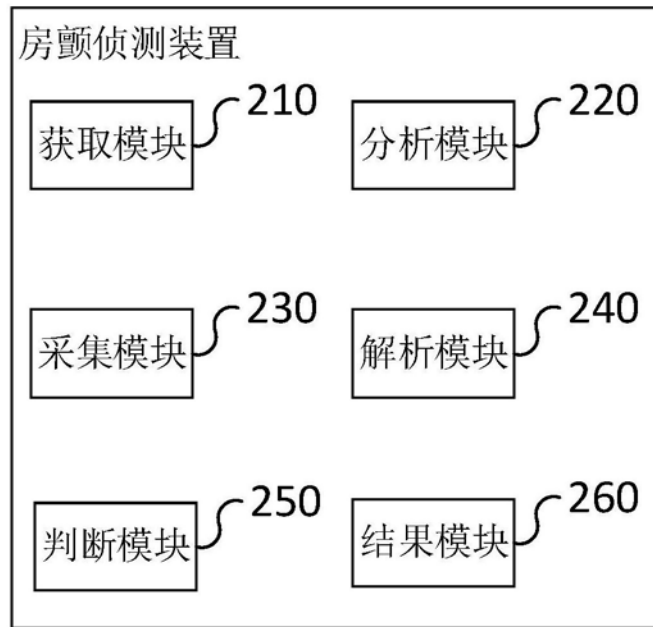 房颤侦测装置
210
获取模块
220
分析模块
230
采集模块
240
解析模块
250
判断模块
260
结果模块